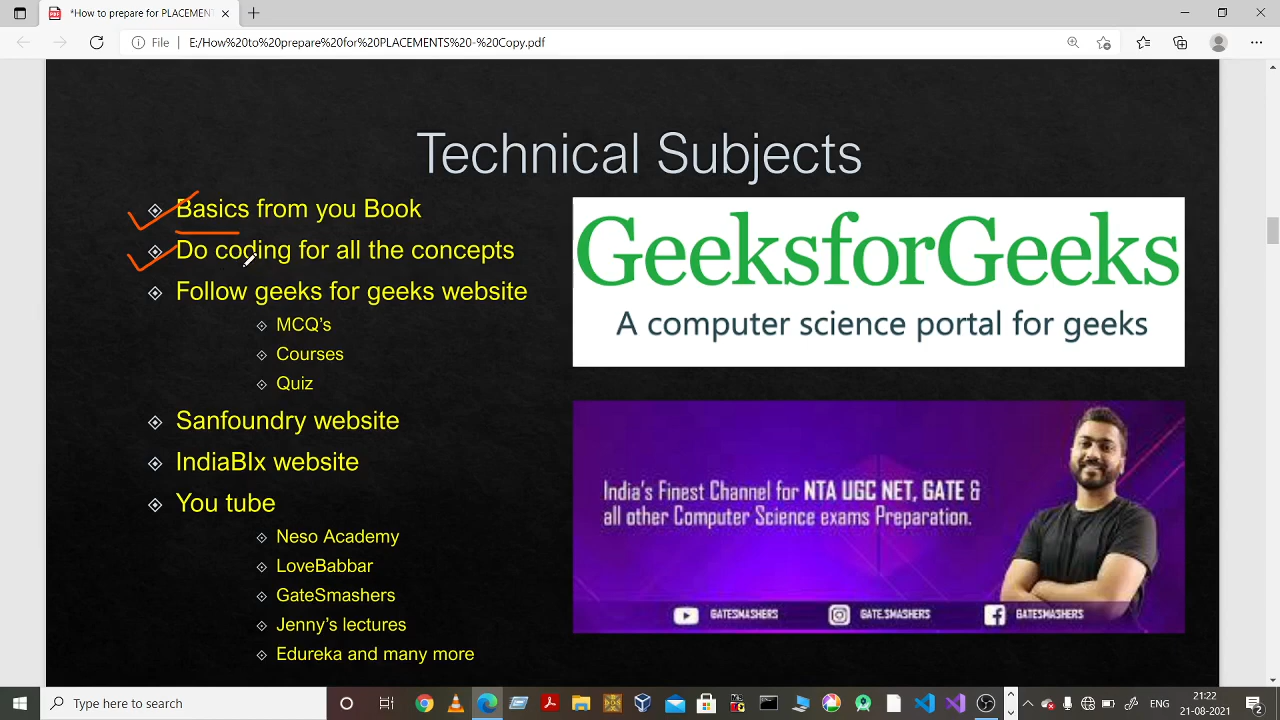 *How to prepare for PLACEMENT
File
E:/How%20to%20prepare%20for%20PLACEMENTS%20-%20Copy.pdf
Technical Subjects
Basics from you Book
Do coding for all the concepts
Follow geeks for geeks website
MCQ's
Courses
Quiz
Sanfoundry website
IndiaBIx website
You tube
Neso Academy
LoveBabbar
GateSmashers
Jenny's lectures
Edureka and many more
GeeksforGeeks
A computer science portal for geeks
India's Finest Channel for NTA UGC NET, GATE &
all other Computer Science exams Preparation.
GATESMASHERS
GATE.SMASHERS
GATESMASHERS
Type here to search
ENG
21:22
21-08-2021
2